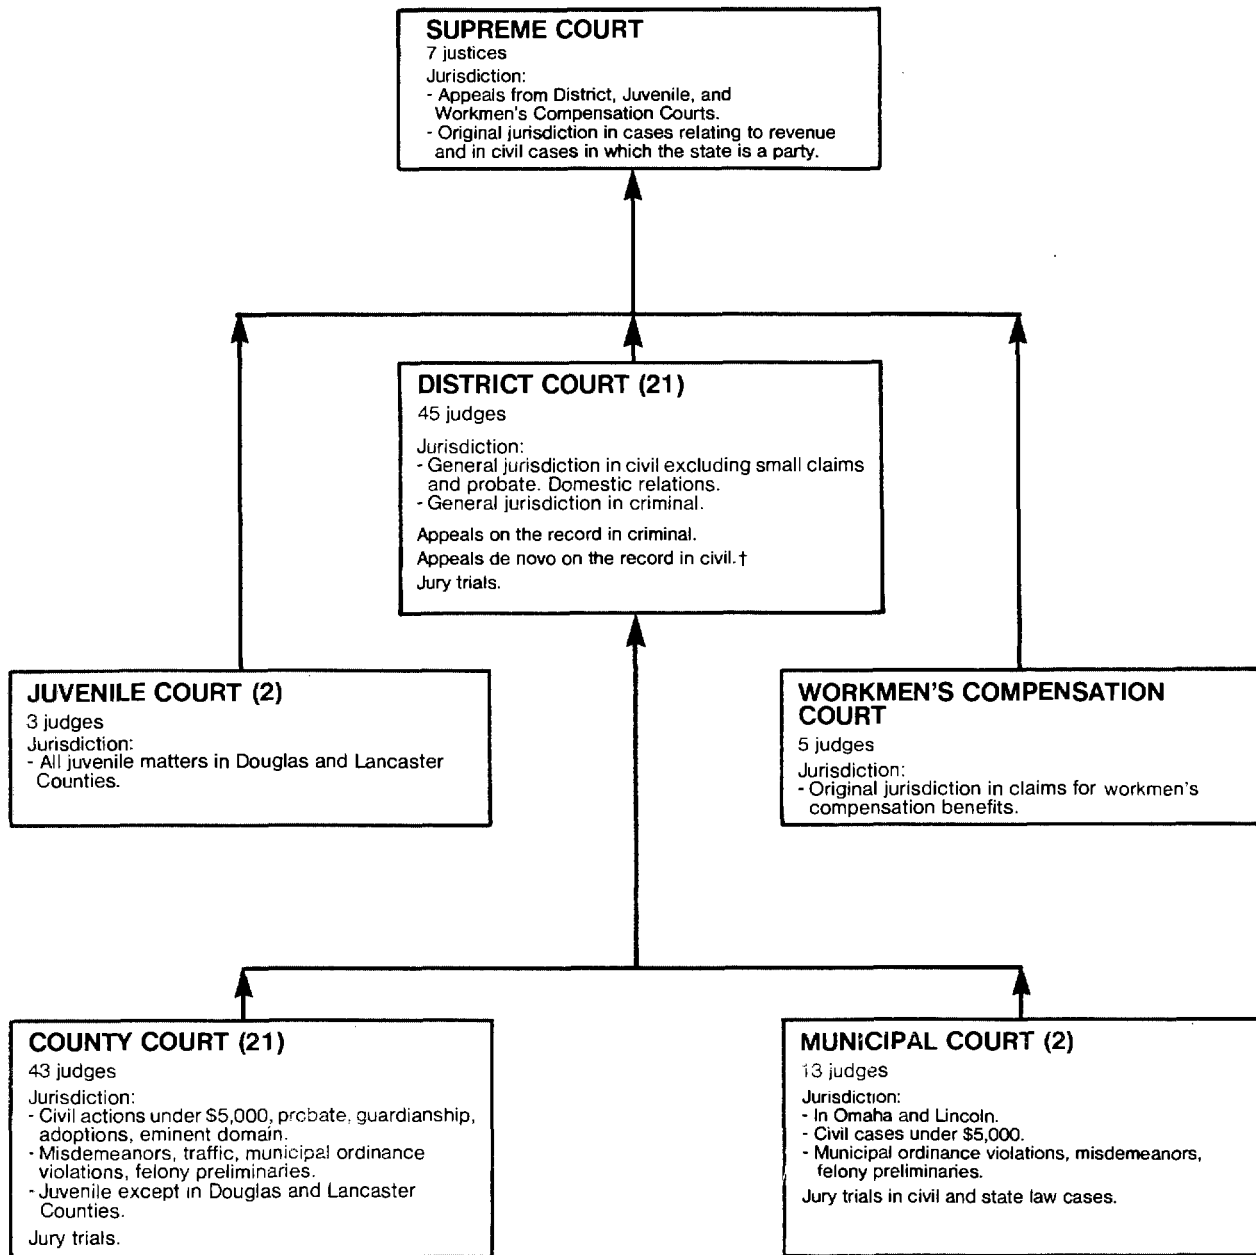 SUPREME COURT
7 justices
Jurisdiction:
- Appeals from District, Juvenile, and
Workmen's Compensation Courts.
- Original jurisdiction in cases relating to revenue
and in civil cases in which the state is a party.
DISTRICT COURT (21)
45 judges
Jurisdiction:
- General jurisdiction in civil excluding small claims
and probate. Domestic relations.
- General jurisdiction in criminal.
Appeals on the record in criminal.
Appeals de novo on the record in civil.†
Jury trials.
JUVENILE COURT (2)
3 judges
Jurisdiction:
- All juvenile matters in Douglas and Lancaster
Counties.
WORKMEN'S COMPENSATION
COURT
5 judges
Jurisdiction:
- Original jurisdiction in claims for workmen's
compensation benefits.
COUNTY COURT (21)
43 judges
Jurisdiction:
- Civil actions under $5,000, probate, guardianship,
adoptions, eminent domain.
- Misdemeanors, traffic, municipal ordinance
violations, felony preliminaries.
- Juvenile except in Douglas and Lancaster
Counties.
Jury trials.
MUNICIPAL COURT (2)
13 judges
Jurisdiction:
- In Omaha and Lincoln.
- Civil cases under $5,000.
- Municipal ordinance violations, misdemeanors,
felony preliminaries.
Jury trials in civil and state law cases.